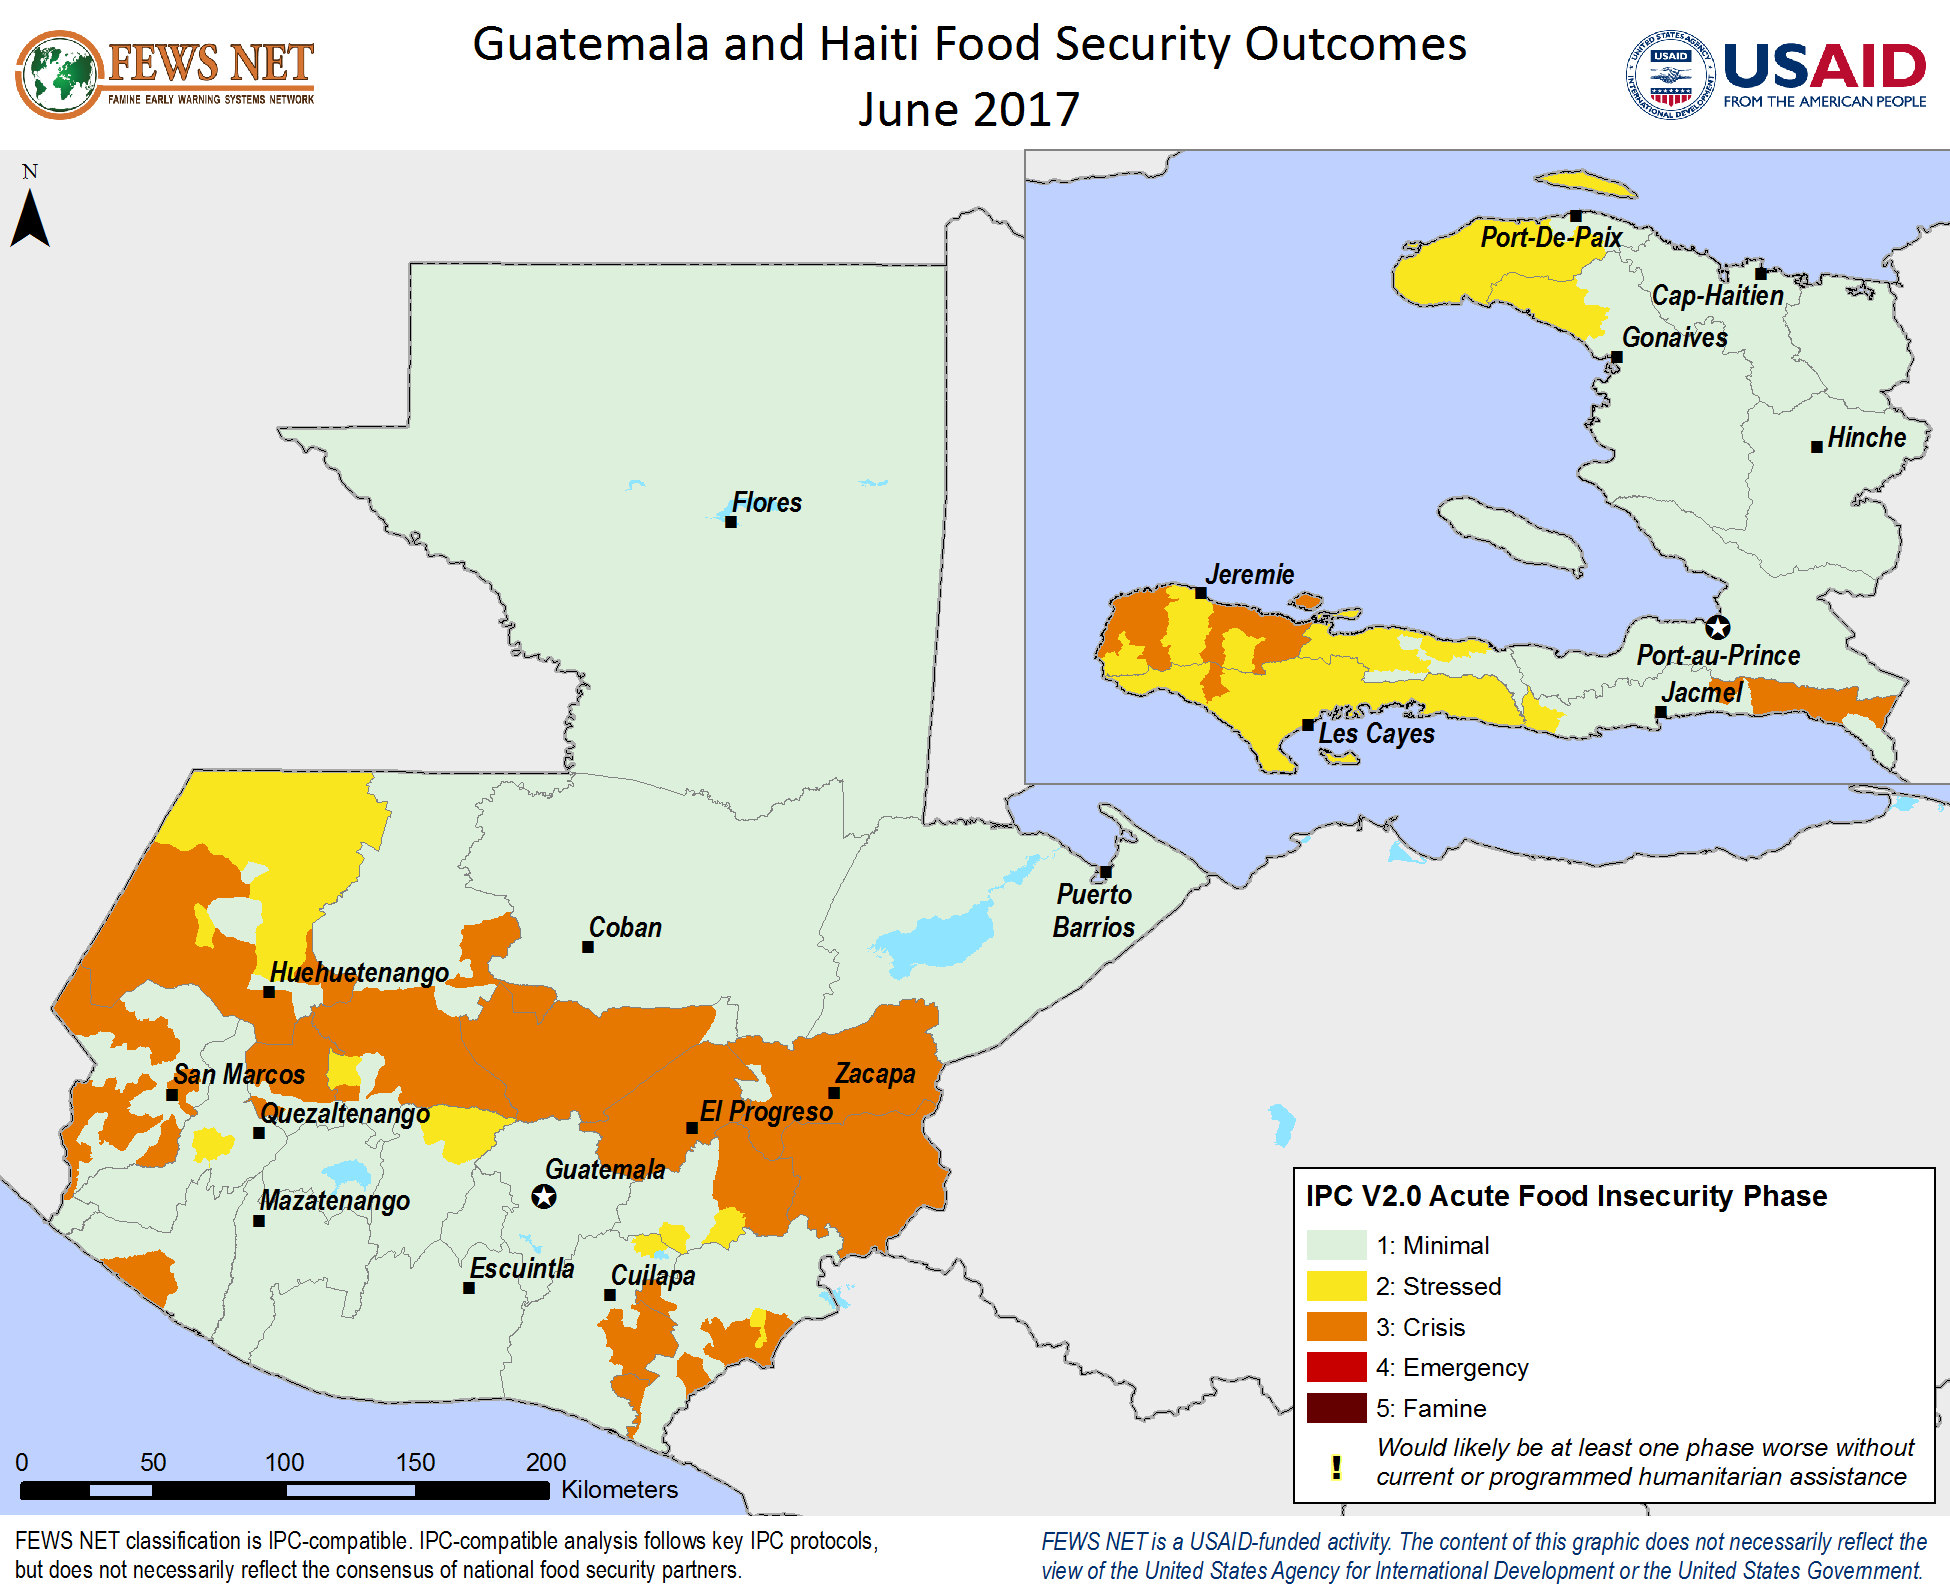 FEWS NET
FAMINE EARLY WARNING SYSTEMS NETWORK
Guatemala and Haiti Food Security Outcomes
June 2017
UNITED STATES AGENCY
USAID
INTERNATIONAL DEVELOPMENT
USAID
FROM THE AMERICAN PEOPLE
N
Port-De-Paix
Cap-Haitien
Gonaives
Hinche
Jeremie
Port-au-Prince
Jacmel
Les Cayes
Flores
Puerto
Barrios
Coban
Huehuetenango
San Marcos
Zacapa
Quezaltenango
El Progreso
Guatemala
Mazatenango
Escuintla
Cuilapa
IPC V2.0 Acute Food Insecurity Phase
1: Minimal
2: Stressed
3: Crisis
4: Emergency
5: Famine
! Would likely be at least one phase worse without
current or programmed humanitarian assistance
0 50 100 150 200
Kilometers
FEWS NET classification is IPC-compatible. IPC-compatible analysis follows key IPC protocols,
but does not necessarily reflect the consensus of national food security partners.
FEWS NET is a USAID-funded activity. The content of this graphic does not necessarily reflect the
view of the United States Agency for International Development or the United States Government.